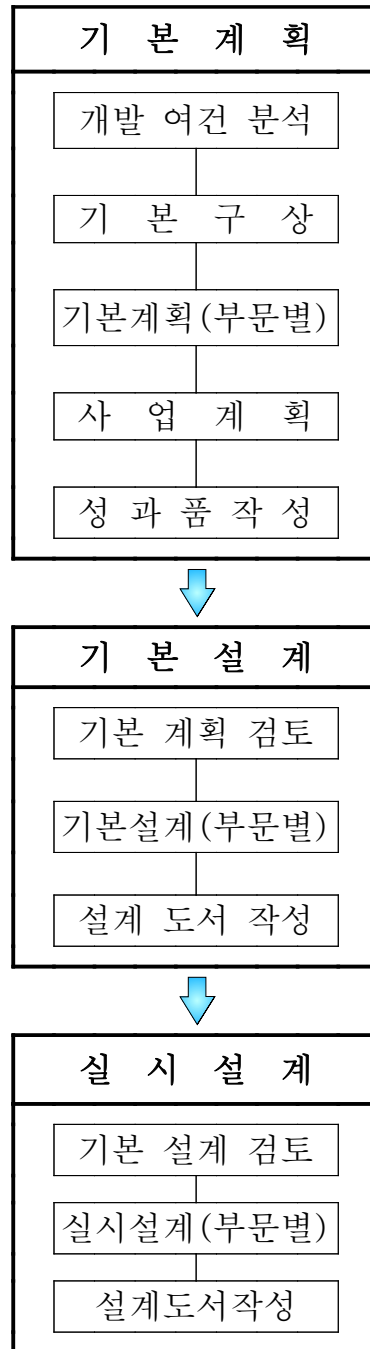 기 본 계 획
개발 여건 분석
기 본 구 상
기본계획(부문별)
사 업 계 획
성 과 품 작 성
기 본 설 계
기본 계획 검토
기본설계(부문별)
설계 도서 작성
실 시 설 계
기본 설계 검토
실시설계(부문별)
설계도서작성